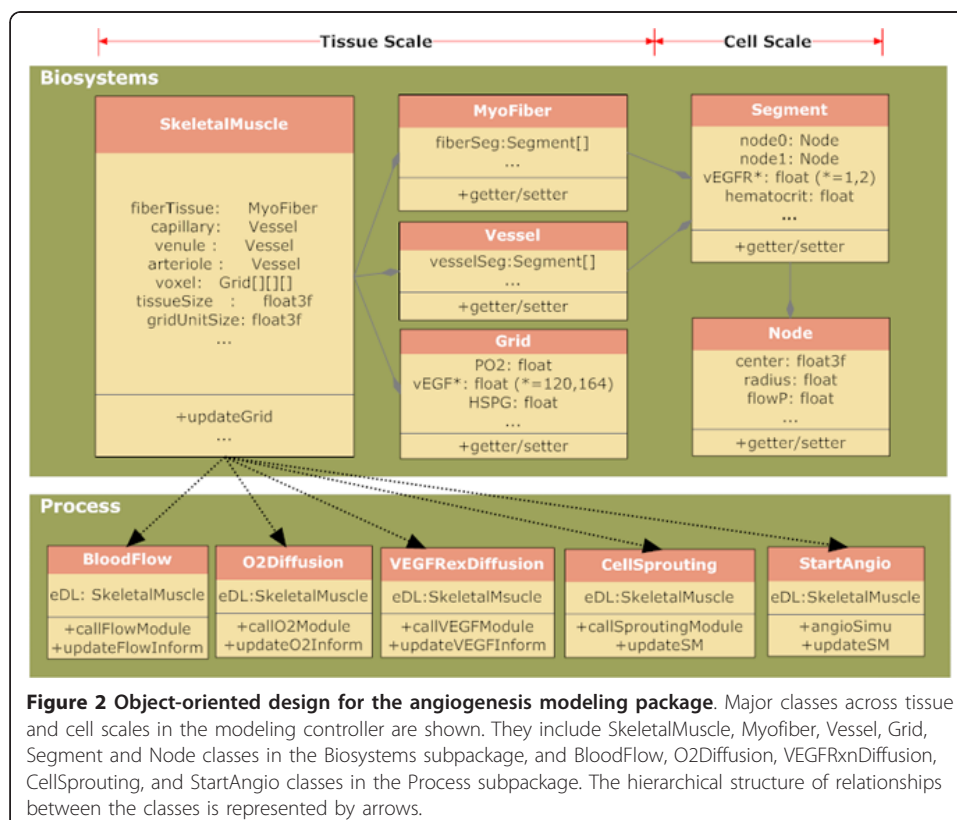 Tissue Scale
Cell Scale
Biosystems
SkeletalMuscle
fiberTissue: MyoFiber
capillary: Vessel
venule : Vessel
arteriole : Vessel
voxel: Grid[][][]
tissueSize : float3f
gridUnitSize: float3f
...
+updateGrid
...
MyoFiber
fiberSeg:Segment[]
...
+getter/setter
Vessel
vesselSeg:Segment[]
...
+getter/setter
Grid
PO2: float
vEGF*: float (*=120,164)
HSPG: float
...
+getter/setter
Segment
node0: Node
node1: Node
vEGFR*: float (*=1,2)
hematocrit: float
...
+getter/setter
Node
center: float3f
radius: float
flowP: float
...
+getter/setter
Process
BloodFlow
eDL: SkeletalMuscle
+callFlowModule
+updateFlowInform
O2Diffusion
eDL:SkeletalMuscle
+callO2Module
+updateO2Inform
VEGFRexDiffusion
eDL:SkeletalMsucle
+callVEGFModule
+updateVEGFInform
CellSprouting
eDL:SkeletalMuscle
+callSproutingModule
+updateSM
StartAngio
eDL:SkeletalMuscle
+angioSimu
+updateSM
Figure 2 Object-oriented design for the angiogenesis modeling package. Major classes across tissue
and cell scales in the modeling controller are shown. They include SkeletalMuscle, Myofiber, Vessel, Grid,
Segment and Node classes in the Biosystems subpackage, and BloodFlow, O2Diffusion, VEGFRxnDiffusion,
CellSprouting, and StartAngio classes in the Process subpackage. The hierarchical structure of relationships
between the classes is represented by arrows.